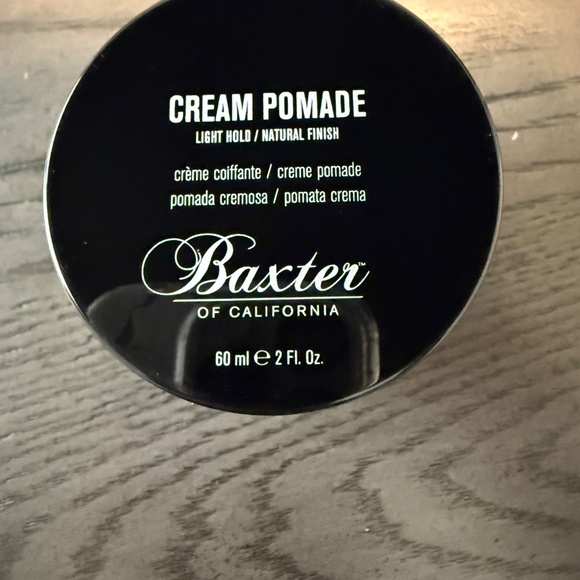 CREAM POMADE
LIGHT HOLD / NATURAL FINISH
crème coiffante / creme pomade
pomada cremosa / pomata crema
Baxter™
OF CALIFORNIA
60 ml ℮ 2 Fl. Oz.